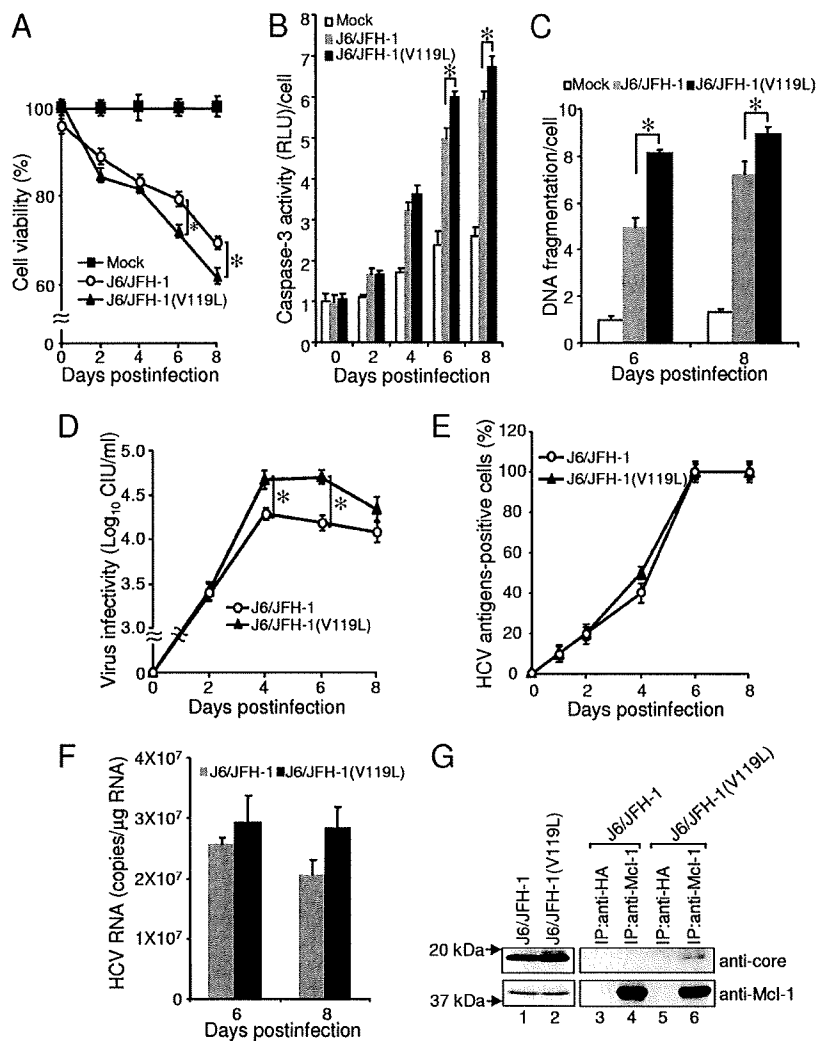 A
Cell viability (%)
100
80
60
0
Mock
J6/JFH-1
J6/JFH-1(V119L)
*
*
0 2 4 6 8
Days postinfection
B
Mock
J6/JFH-1
J6/JFH-1(V119L)
Caspase-3 activity (RLU)/cell
8
7
6
5
4
3
2
1
0
*
*
0 2 4 6 8
Days postinfection
C
Mock J6/JFH-1 J6/JFH-1(V119L)
DNA fragmentation/cell
10
8
6
4
2
0
*
*
6 8
Days postinfection
D
Virus infectivity (Log10 CIU/ml)
5.0
4.5
4.0
3.5
3.0
0
*
*
J6/JFH-1
J6/JFH-1(V119L)
0 2 4 6 8
Days postinfection
E
HCV antigens-positive cells (%)
120
100
80
60
40
20
0
J6/JFH-1
J6/JFH-1(V119L)
0 2 4 6 8
Days postinfection
F
HCV RNA (copies/µg RNA)
4X10⁷
3X10⁷
2X10⁷
1X10⁷
0
J6/JFH-1 J6/JFH-1(V119L)
6 8
Days postinfection
G
J6/JFH-1
J6/JFH-1(V119L)
J6/JFH-1
J6/JFH-1(V119L)
IP:anti-HA
IP:anti-Mcl-1
IP:anti-HA
IP:anti-Mcl-1
20 kDa
anti-core
37 kDa
anti-Mcl-1
1 2 3 4 5 6